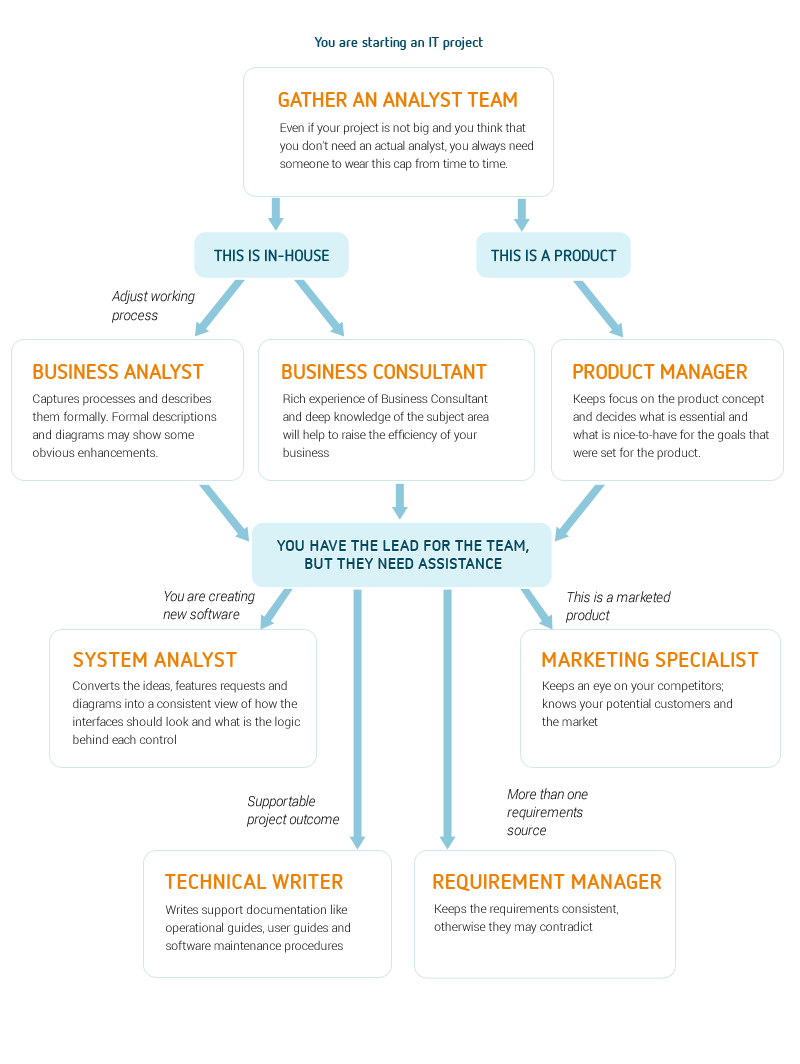 You are starting an IT project
GATHER AN ANALYST TEAM
Even if your project is not big and you think that
you don't need an actual analyst, you always need
someone to wear this cap from time to time.
THIS IS IN-HOUSE
THIS IS A PRODUCT
Adjust working
process
BUSINESS ANALYST
Captures processes and describes
them formally. Formal descriptions
and diagrams may show some
obvious enhancements.
BUSINESS CONSULTANT
Rich experience of Business Consultant
and deep knowledge of the subject area
will help to raise the efficiency of your
business
PRODUCT MANAGER
Keeps focus on the product concept
and decides what is essential and
what is nice-to-have for the goals that
were set for the product.
YOU HAVE THE LEAD FOR THE TEAM,
BUT THEY NEED ASSISTANCE
You are creating
new software
This is a marketed
product
SYSTEM ANALYST
Converts the ideas, features requests and
diagrams into a consistent view of how the
interfaces should look and what is the logic
behind each control
MARKETING SPECIALIST
Keeps an eye on your competitors;
knows your potential customers and
the market
Supportable
project outcome
More than one
requirements
source
TECHNICAL WRITER
Writes support documentation like
operational guides, user guides and
software maintenance procedures
REQUIREMENT MANAGER
Keeps the requirements consistent,
otherwise they may contradict